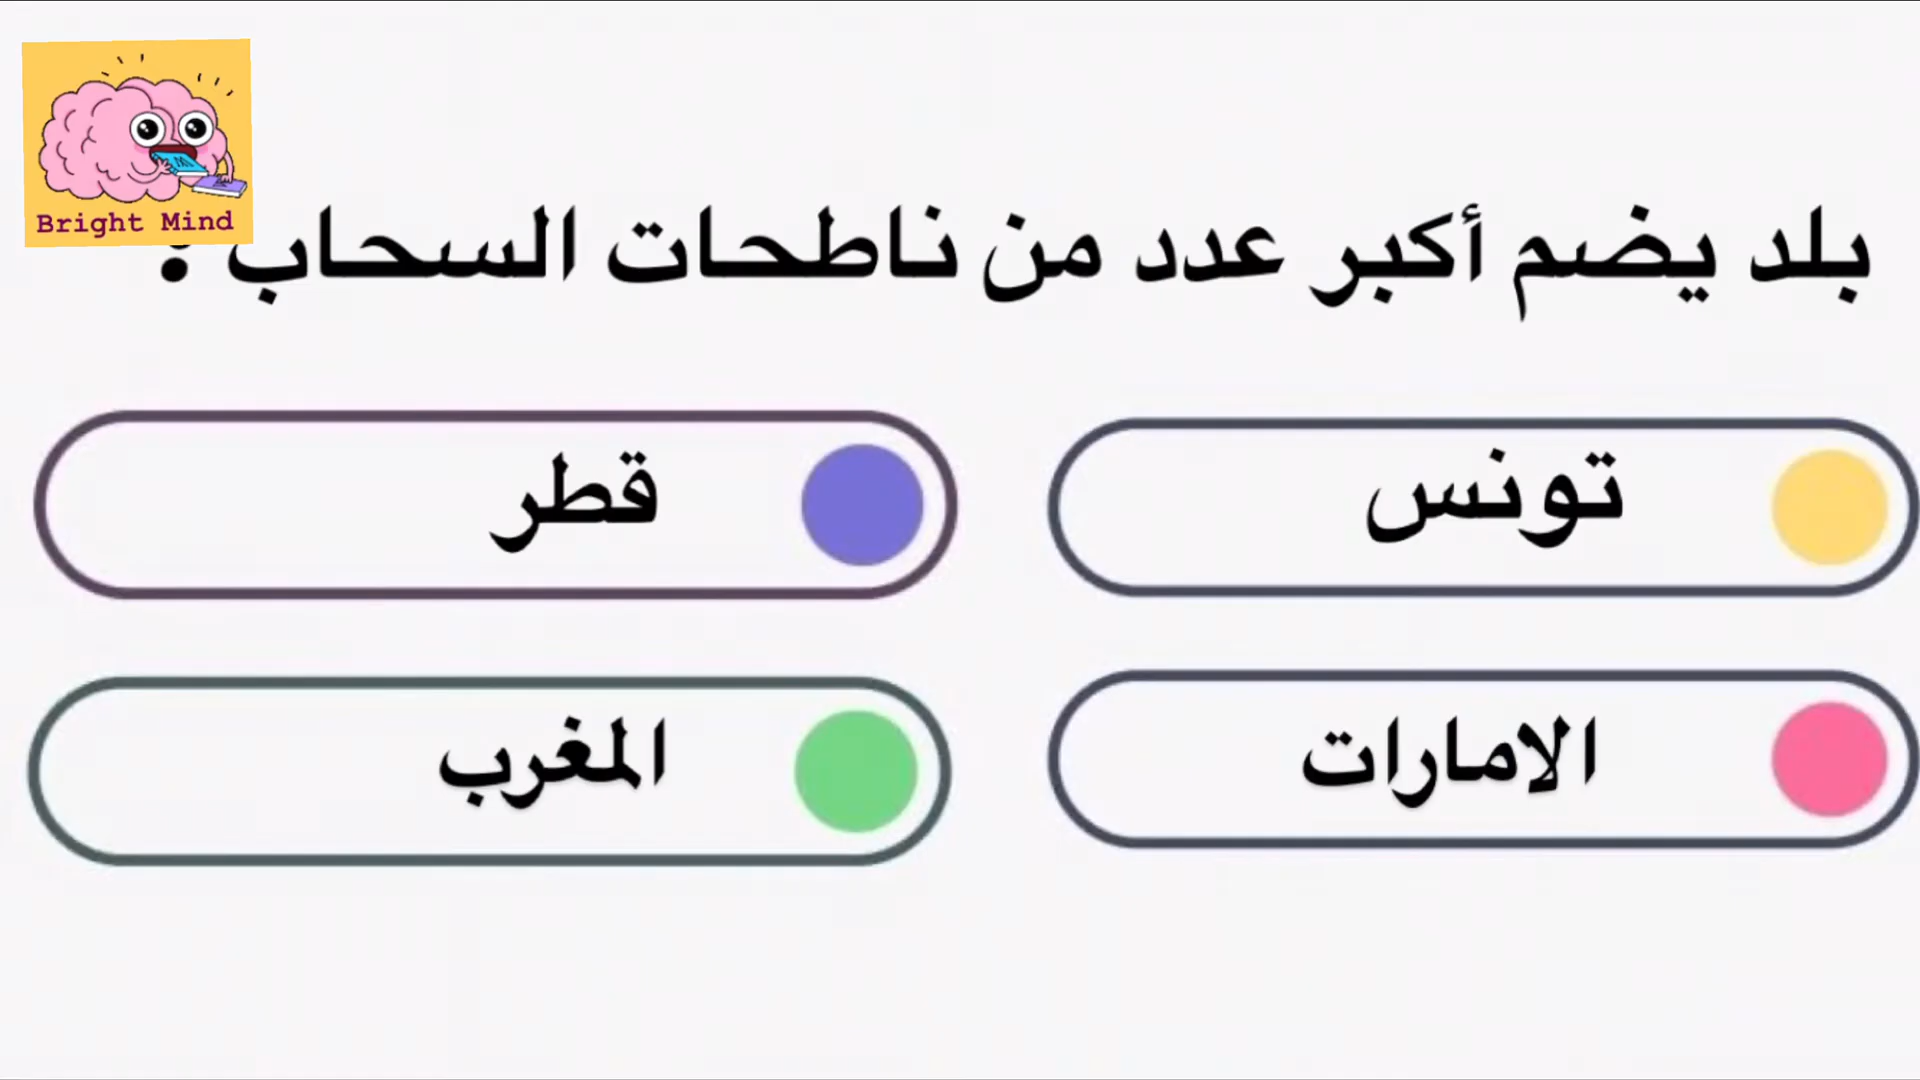 Bright Mind
بلد يضم أكبر عدد من ناطحات السحاب :
تونس
قطر
الامارات
المغرب